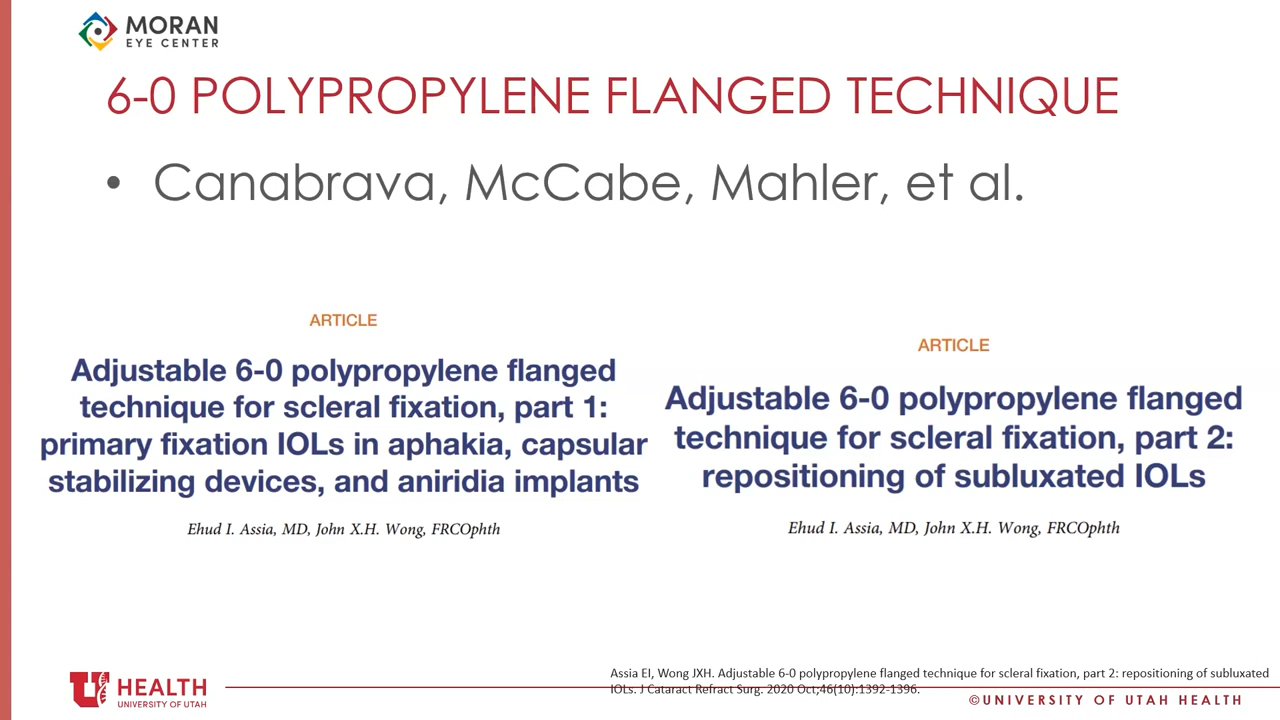 MORAN
EYE CENTER
6-0 POLYPROPYLENE FLANGED TECHNIQUE
• Canabrava, McCabe, Mahler, et al.
ARTICLE
Adjustable 6-0 polypropylene flanged
technique for scleral fixation, part 1:
primary fixation IOLs in aphakia, capsular
stabilizing devices, and aniridia implants
Ehud I. Assia, MD, John X.H. Wong, FRCOphth
ARTICLE
Adjustable 6-0 polypropylene flanged
technique for scleral fixation, part 2:
repositioning of subluxated IOLs
Ehud I. Assia, MD, John X.H. Wong, FRCOphth
Assia EI, Wong JXH. Adjustable 6-0 polypropylene flanged technique for scleral fixation, part 2: repositioning of subluxated
IOLs. J Cataract Refract Surg. 2020 Oct;46(10):1392-1396.
U HEALTH
UNIVERSITY OF UTAH
©UNIVERSITY OF UTAH HEALTH